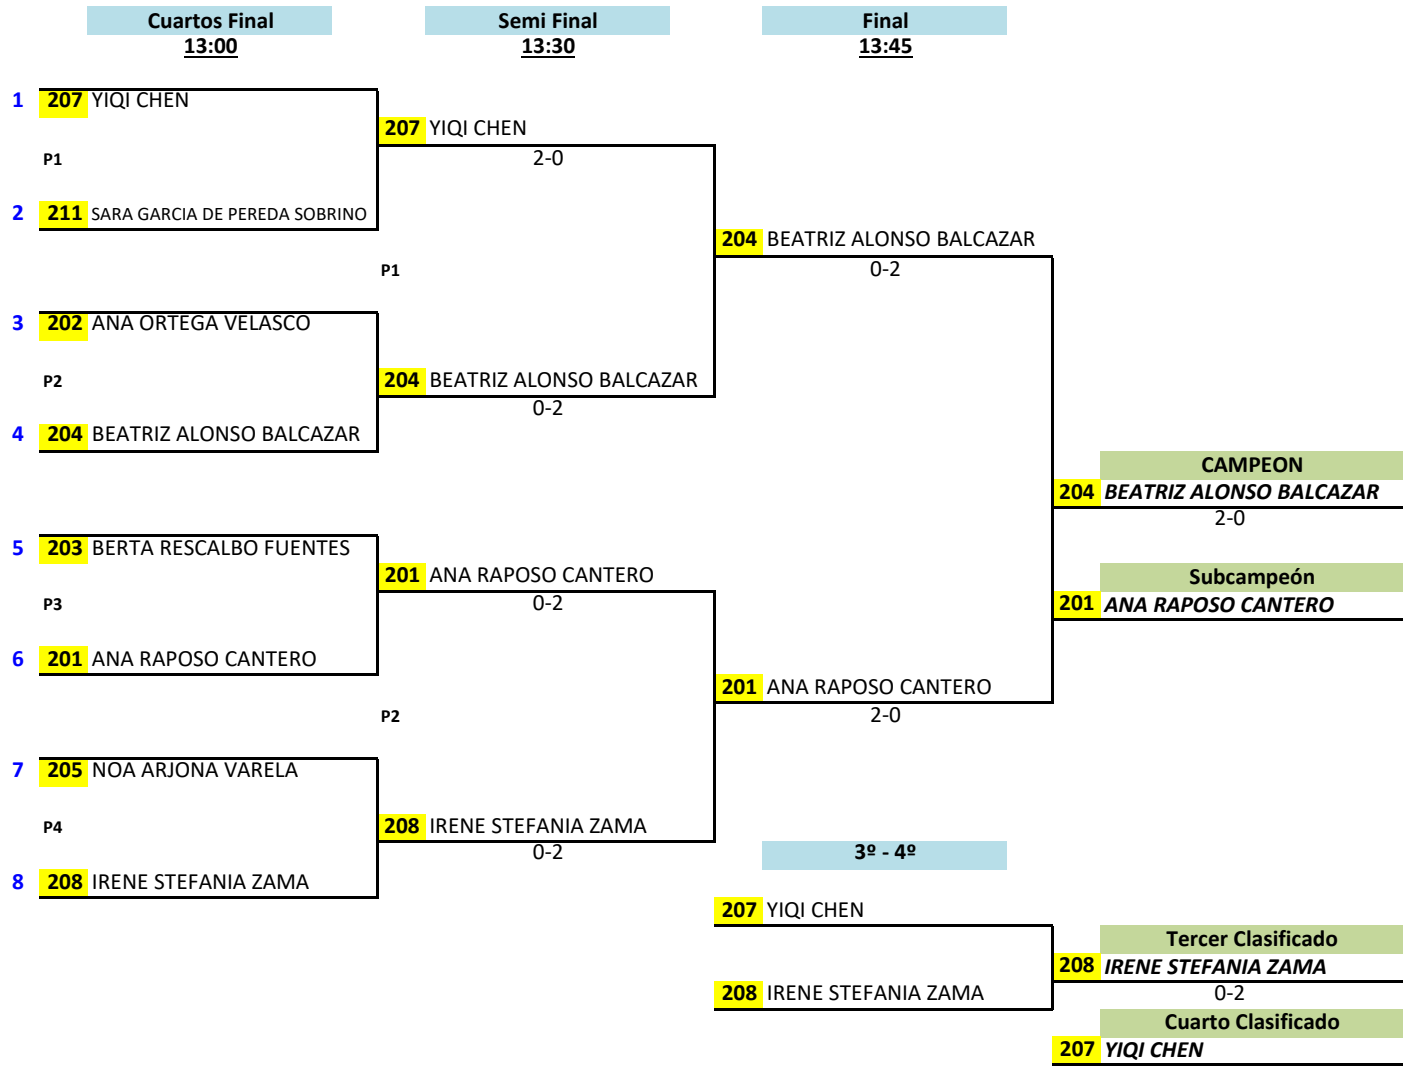 Cuartos Final Semi Final Final
13:00 13:30 13:45
1 207 YIQI CHEN
207 YIQI CHEN
P1 2-0
2 211 SARA GARCIA DE PEREDA SOBRINO
204 BEATRIZ ALONSO BALCAZAR
P1 0-2
3 202 ANA ORTEGA VELASCO
P2 204 BEATRIZ ALONSO BALCAZAR
0-2
4 204 BEATRIZ ALONSO BALCAZAR
CAMPEON
204 BEATRIZ ALONSO BALCAZAR
2-0
5 203 BERTA RESCALBO FUENTES
201 ANA RAPOSO CANTERO Subcampeón
P3 0-2 201 ANA RAPOSO CANTERO
6 201 ANA RAPOSO CANTERO
201 ANA RAPOSO CANTERO
P2 2-0
7 205 NOA ARJONA VARELA
P4 208 IRENE STEFANIA ZAMA
0-2 3º - 4º
8 208 IRENE STEFANIA ZAMA
207 YIQI CHEN
Tercer Clasificado
208 IRENE STEFANIA ZAMA
208 IRENE STEFANIA ZAMA 0-2
Cuarto Clasificado
207 YIQI CHEN